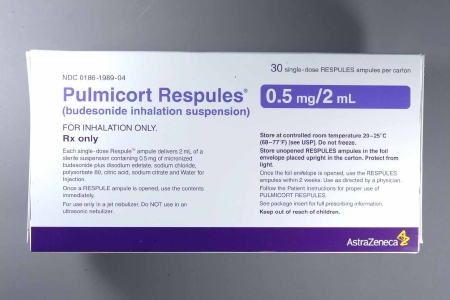 30 single-dose RESPULES ampules per carton
NDC 0186-1989-04
Pulmicort Respules®
(budesonide inhalation suspension)
0.5 mg/2 mL
FOR INHALATION ONLY.
Rx only
Each single-dose Respule™ ampule delivers 2 mL of a
sterile suspension containing 0.5 mg of micronized
budesonide plus disodium edetate, sodium chloride,
polysorbate 80, citric acid, sodium citrate and Water for
Injection.
Once a RESPULE ampule is opened, use the contents
immediately.
For use only in a jet nebulizer. Do NOT use in an
ultrasonic nebulizer.
Store at controlled room temperature 20–25°C
(68–77°F) [see USP]. Do not freeze.
Store unopened RESPULES ampules in the foil
envelope placed upright in the carton. Protect from
light.
Once the foil envelope is opened, use the RESPULES
ampules within 2 weeks. Use as directed by a physician.
Follow the Patient Instructions for proper use of
PULMICORT RESPULES.
See package insert for full prescribing information.
Keep out of reach of children.
AstraZeneca